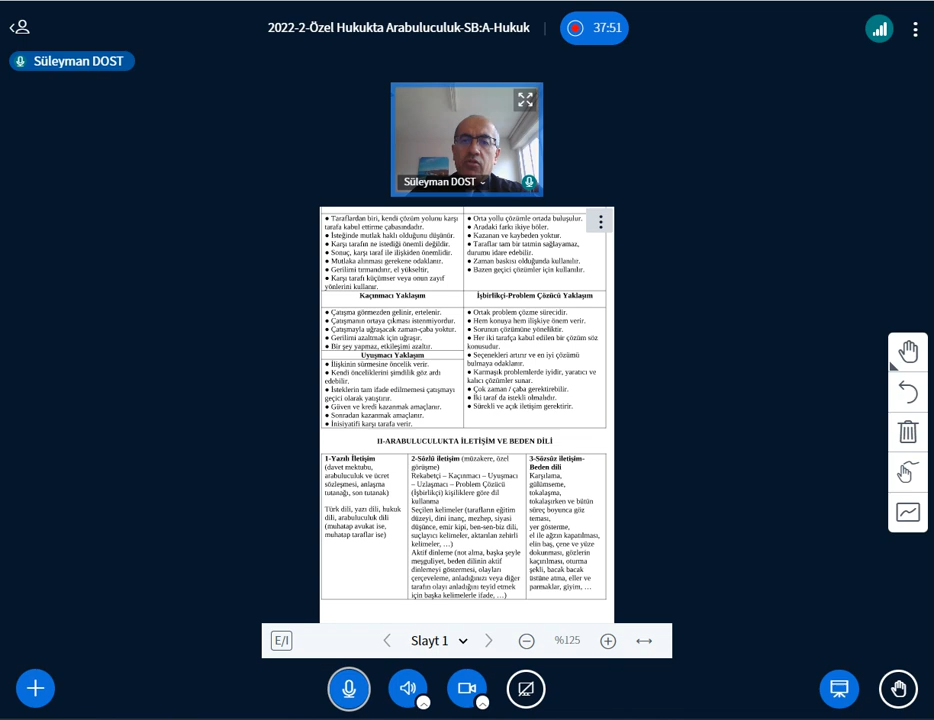 2022-2-Özel Hukukta Arabuluculuk-SB:A-Hukuk
37:51
Süleyman DOST
Süleyman DOST
● Taraflardan biri, kendi çözüm yolunu karşı
tarafa kabul ettirme çabasındadır.
● İsteğinde mutlak haklı olduğunu düşünür.
● Karşı tarafın ne istediği önemli değildir.
● Sonuç, karşı taraf ile ilişkiden önemlidir.
● Mutlaka alınması gerekene odaklanır.
● Gerilimi tırmandırır, el yükseltir,
● Karşı tarafı küçümser veya onun zayıf
yönlerini kullanır.
● Orta yollu çözümle ortada buluşulur.
● Aradaki farkı ikiye böler.
● Kazanan ve kaybeden yoktur.
● Taraflar tam bir tatmin sağlayamaz,
durumu idare edebilir.
● Zaman baskısı olduğunda kullanılır.
● Bazen geçici çözümler için kullanılır.
Kaçınmacı Yaklaşım
● Çatışma görmezden gelinir, ertelenir.
● Çatışmanın ortaya çıkması istenmiyordur.
● Çatışmayla uğraşacak zaman-çaba yoktur.
● Gerilimi azaltmak için uğraşır.
● Bir şey yapmaz, etkileşimi azaltır.
Uyuşmacı Yaklaşım
● İlişkinin sürmesine öncelik verir.
● Kendi önceliklerini şimdilik göz ardı
edebilir.
● İsteklerin tam ifade edilmemesi çatışmayı
geçici olarak yatıştırır.
● Güven ve kredi kazanmak amaçlanır.
● Sonradan kazanmak amaçlanır.
● İnisiyatifi karşı tarafa verir.
İşbirlikçi-Problem Çözücü Yaklaşım
● Ortak problem çözme sürecidir.
● Hem konuya hem ilişkiye önem verir.
● Sorunun çözümüne yöneliktir.
● Her iki tarafça kabul edilen bir çözüm söz
konusudur.
● Seçenekleri artırır ve en iyi çözümü
bulmaya odaklanır.
● Karmaşık problemlerde iyidir, yaratıcı ve
kalıcı çözümler sunar.
● Çok zaman / çaba gerektirebilir.
● İki taraf da istekli olmalıdır.
● Sürekli ve açık iletişim gerektirir.
II-ARABULUCULUKTA İLETİŞİM VE BEDEN DİLİ
1-Yazılı İletişim
(davet mektubu,
arabuluculuk ve ücret
sözleşmesi, anlaşma
tutanağı, son tutanak)
Türk dili, yazı dili, hukuk
dili, arabuluculuk dili
(muhatap avukat ise,
muhatap taraflar ise)
2-Sözlü iletişim (müzakere, özel
görüşme)
Rekabetçi – Kaçınmacı – Uyuşmacı
– Uzlaşmacı – Problem Çözücü
(İşbirlikçi) kişiliklere göre dil
kullanma
Seçilen kelimeler (tarafların eğitim
düzeyi, dini inanç, mezhep, siyasi
düşünce, emir kipi, ben-sen-biz dili,
suçlayıcı kelimeler, aktarılan zehirli
kelimeler, …)
Aktif dinleme (not alma, başka şeyle
meşguliyet, beden dilinin aktif
dinlemeyi göstermesi, olayları
çerçeveleme, anladığınızı veya diğer
tarafın olayı anladığını teyid etmek
için başka kelimelerle ifade, …)
3-Sözsüz iletişim-
Beden dili
Karşılama,
gülümseme,
tokalaşma,
tokalaşırken ve bütün
süreç boyunca göz
teması,
yer gösterme,
el ile ağzın kapatılması,
elin baş, çene ve yüze
dokunması, gözlerin
kaçırılması, oturma
şekli, bacak bacak
üstüne atma, eller ve
parmaklar, giyim, …
E/I
Slayt 1
%125